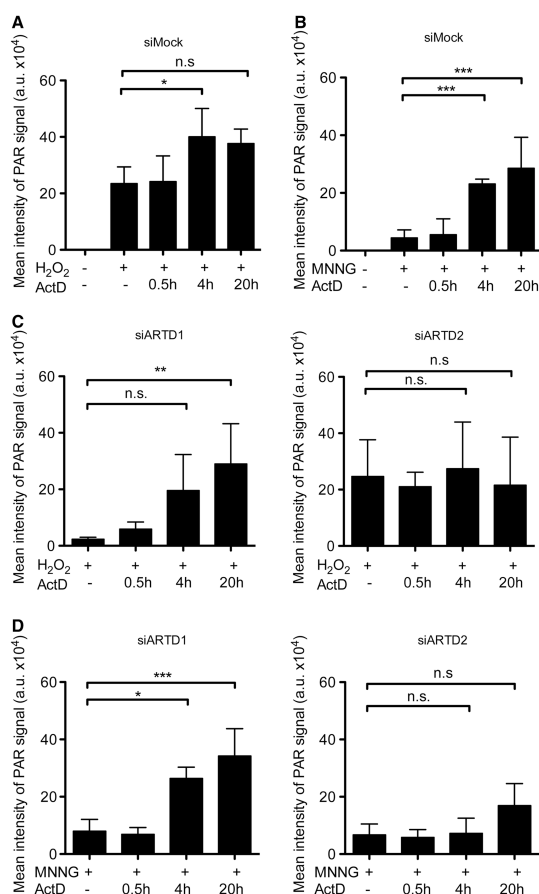 A
siMock
Mean intensity of PAR signal (a.u. x10⁴)
60
40
20
0
n.s
*
H₂O₂ - + + + +
ActD - 0.5h 4h 20h
B
siMock
Mean intensity of PAR signal (a.u. x10⁴)
60
40
20
0
***
***
MNNG - + + + +
ActD - 0.5h 4h 20h
C
siARTD1
Mean intensity of PAR signal (a.u. x10⁴)
60
40
20
0
**
n.s.
H₂O₂ + + + +
ActD - 0.5h 4h 20h
siARTD2
Mean intensity of PAR signal (a.u. x10⁴)
60
40
20
0
n.s
n.s.
H₂O₂ + + + +
ActD - 0.5h 4h 20h
D
siARTD1
Mean intensity of PAR signal (a.u. x10⁴)
60
40
20
0
***
*
MNNG + + + +
ActD - 0.5h 4h 20h
siARTD2
Mean intensity of PAR signal (a.u. x10⁴)
60
40
20
0
n.s
n.s.
MNNG + + + +
ActD - 0.5h 4h 20h